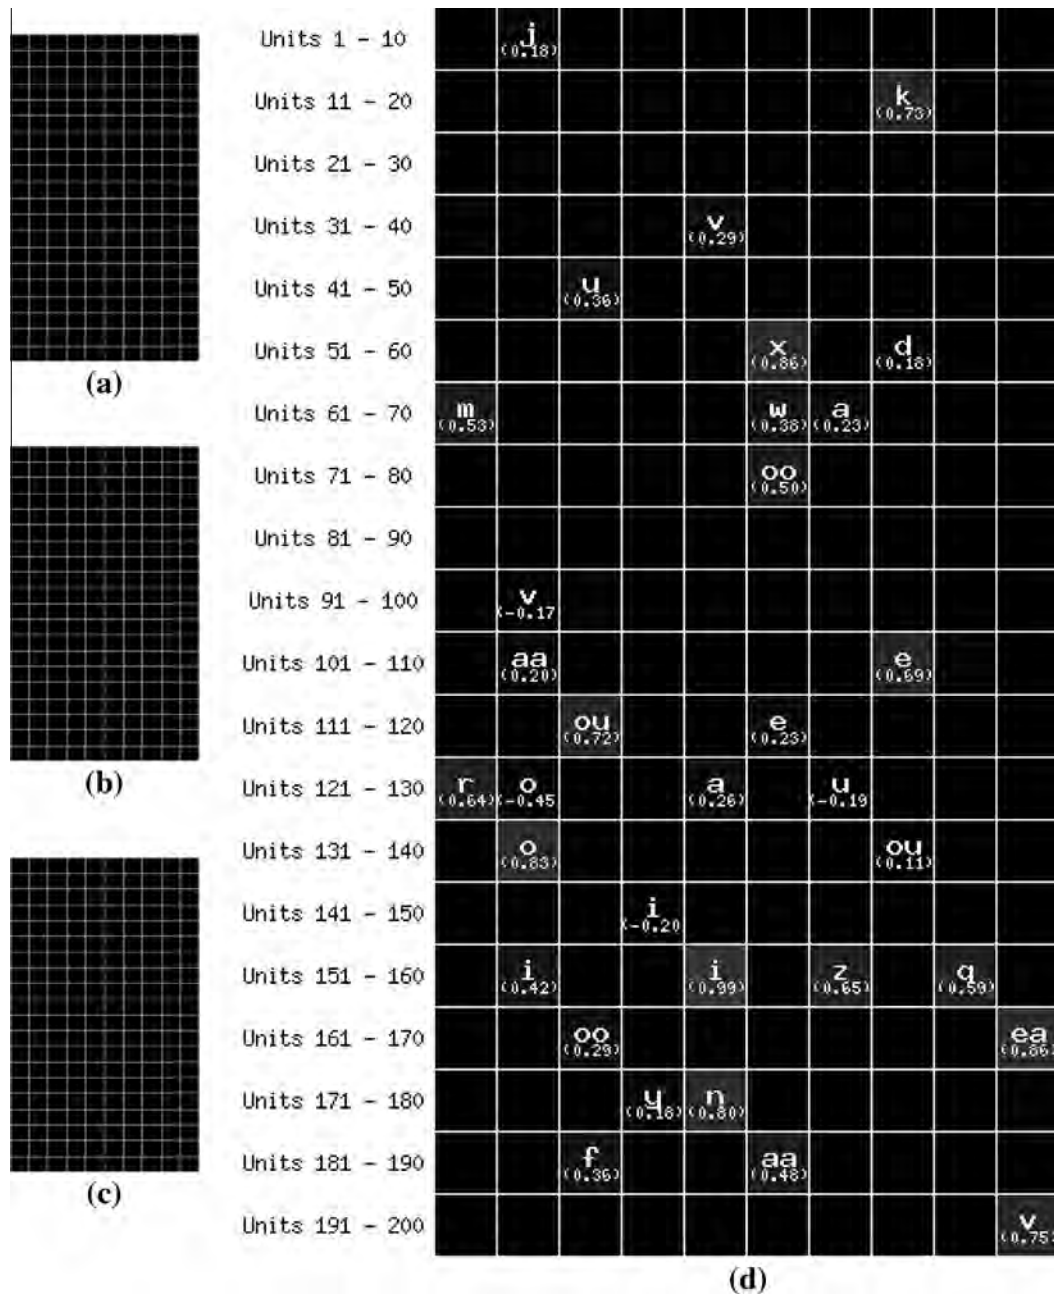 Units 1 - 10 j (0.18)
Units 11 - 20 k (0.73)
Units 21 - 30
Units 31 - 40 v (0.29)
Units 41 - 50 u (0.36)
Units 51 - 60 x (0.86) d (0.18)
(a)
Units 61 - 70 m (0.53) w (0.38) a (0.23)
Units 71 - 80 oo (0.50)
Units 81 - 90
Units 91 - 100 v (-0.17
Units 101 - 110 aa (0.20) e (0.69)
Units 111 - 120 ou (0.72) e (0.23)
(b)
Units 121 - 130 r (0.64) o (-0.45 a (0.26) u (-0.19
Units 131 - 140 o (0.83) ou (0.11)
Units 141 - 150 i (-0.20
Units 151 - 160 i (0.42) i (0.99) z (0.65) q (0.59)
Units 161 - 170 oo (0.29) ea (0.86)
Units 171 - 180 y (0.18) n (0.80)
Units 181 - 190 f (0.36) aa (0.48)
(c)
Units 191 - 200 v (0.75)
(d)